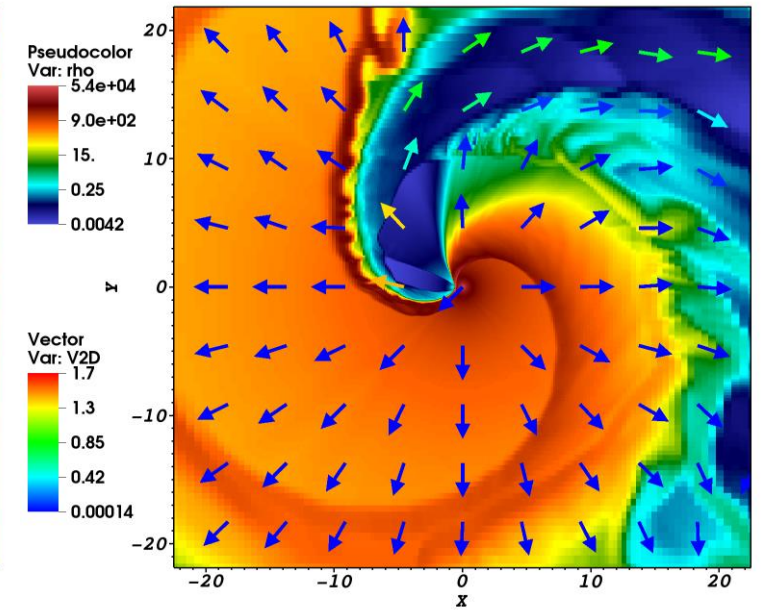 Pseudocolor
Var: rho
5.4e+04
9.0e+02
15.
0.25
0.0042
Vector
Var: V2D
1.7
1.3
0.85
0.42
0.00014
20
10
0
-10
-20
Y
-20 -10 0 10 20
X